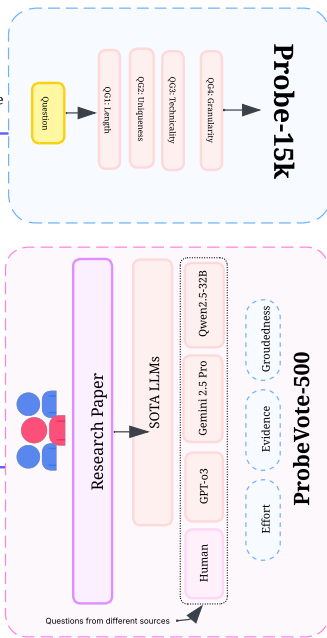 Probe-15k
Question
QG1: Length
QG2: Uniqueness
QG3: Technicality
QG4: Granularity
Research Paper
SOTA LLMs
Human
GPT-o3
Gemini 2.5 Pro
Qwen2.5-32B
Effort
Evidence
Groudedness
ProbeVote-500
Questions from different sources